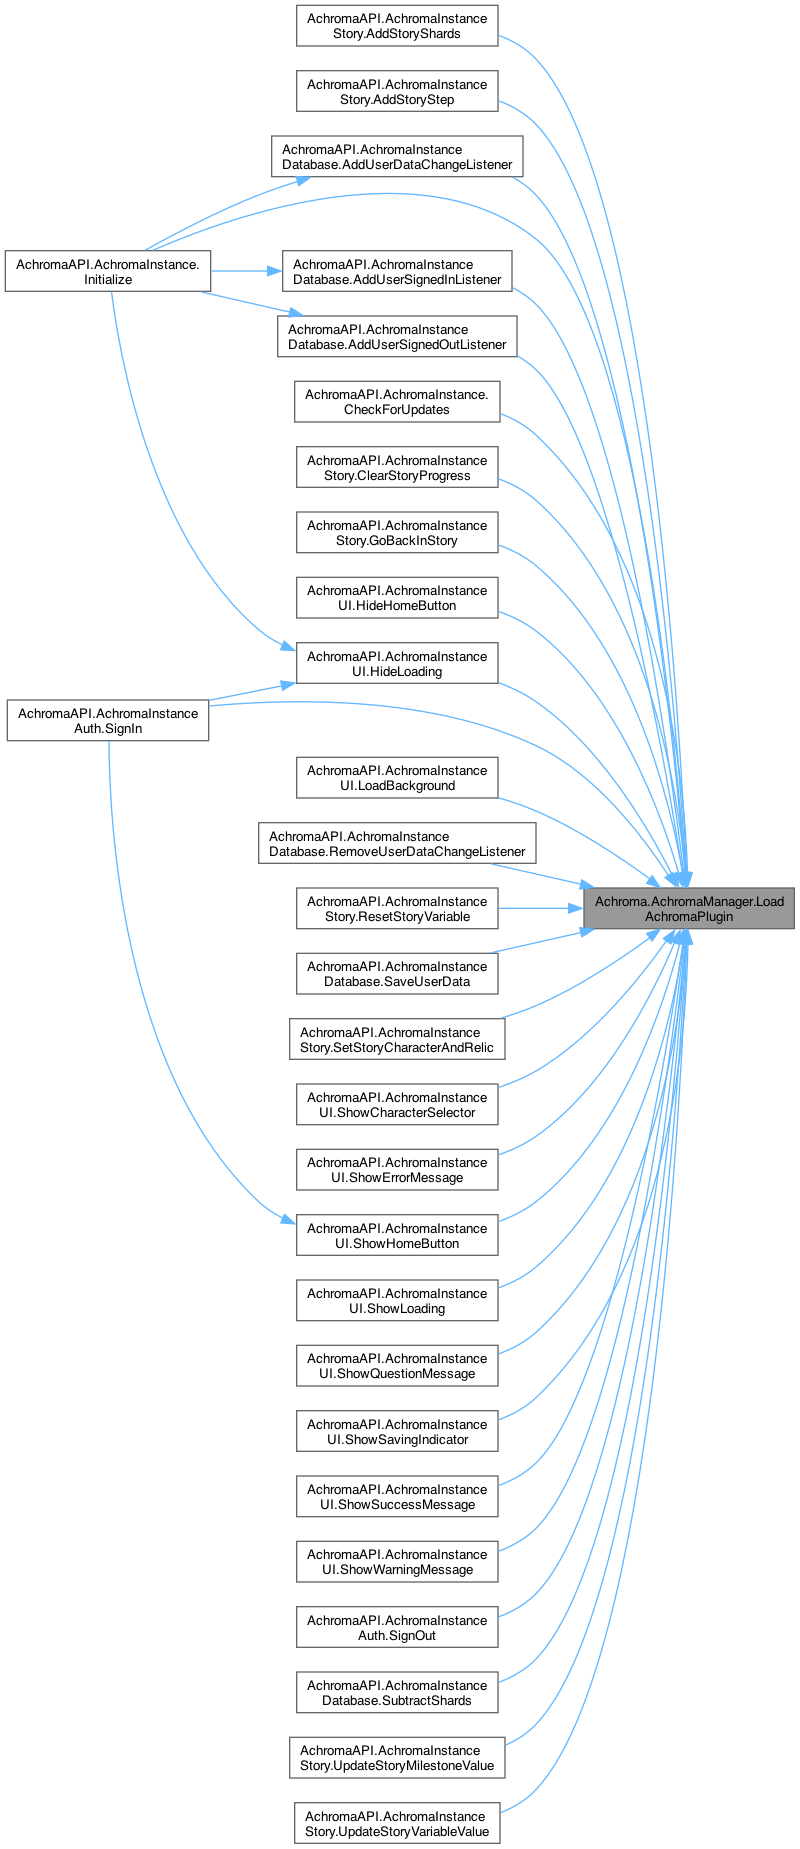 AchromaAPI.AchromaInstance
Story.AddStoryShards
AchromaAPI.AchromaInstance
Story.AddStoryStep
AchromaAPI.AchromaInstance
Database.AddUserDataChangeListener
AchromaAPI.AchromaInstance.
Initialize
AchromaAPI.AchromaInstance
Database.AddUserSignedInListener
AchromaAPI.AchromaInstance
Database.AddUserSignedOutListener
AchromaAPI.AchromaInstance.
CheckForUpdates
AchromaAPI.AchromaInstance
Story.ClearStoryProgress
AchromaAPI.AchromaInstance
Story.GoBackInStory
AchromaAPI.AchromaInstance
UI.HideHomeButton
AchromaAPI.AchromaInstance
UI.HideLoading
AchromaAPI.AchromaInstance
Auth.SignIn
AchromaAPI.AchromaInstance
UI.LoadBackground
AchromaAPI.AchromaInstance
Database.RemoveUserDataChangeListener
AchromaAPI.AchromaInstance
Story.ResetStoryVariable
Achroma.AchromaManager.Load
AchromaPlugin
AchromaAPI.AchromaInstance
Database.SaveUserData
AchromaAPI.AchromaInstance
Story.SetStoryCharacterAndRelic
AchromaAPI.AchromaInstance
UI.ShowCharacterSelector
AchromaAPI.AchromaInstance
UI.ShowErrorMessage
AchromaAPI.AchromaInstance
UI.ShowHomeButton
AchromaAPI.AchromaInstance
UI.ShowLoading
AchromaAPI.AchromaInstance
UI.ShowQuestionMessage
AchromaAPI.AchromaInstance
UI.ShowSavingIndicator
AchromaAPI.AchromaInstance
UI.ShowSuccessMessage
AchromaAPI.AchromaInstance
UI.ShowWarningMessage
AchromaAPI.AchromaInstance
Auth.SignOut
AchromaAPI.AchromaInstance
Database.SubtractShards
AchromaAPI.AchromaInstance
Story.UpdateStoryMilestoneValue
AchromaAPI.AchromaInstance
Story.UpdateStoryVariableValue